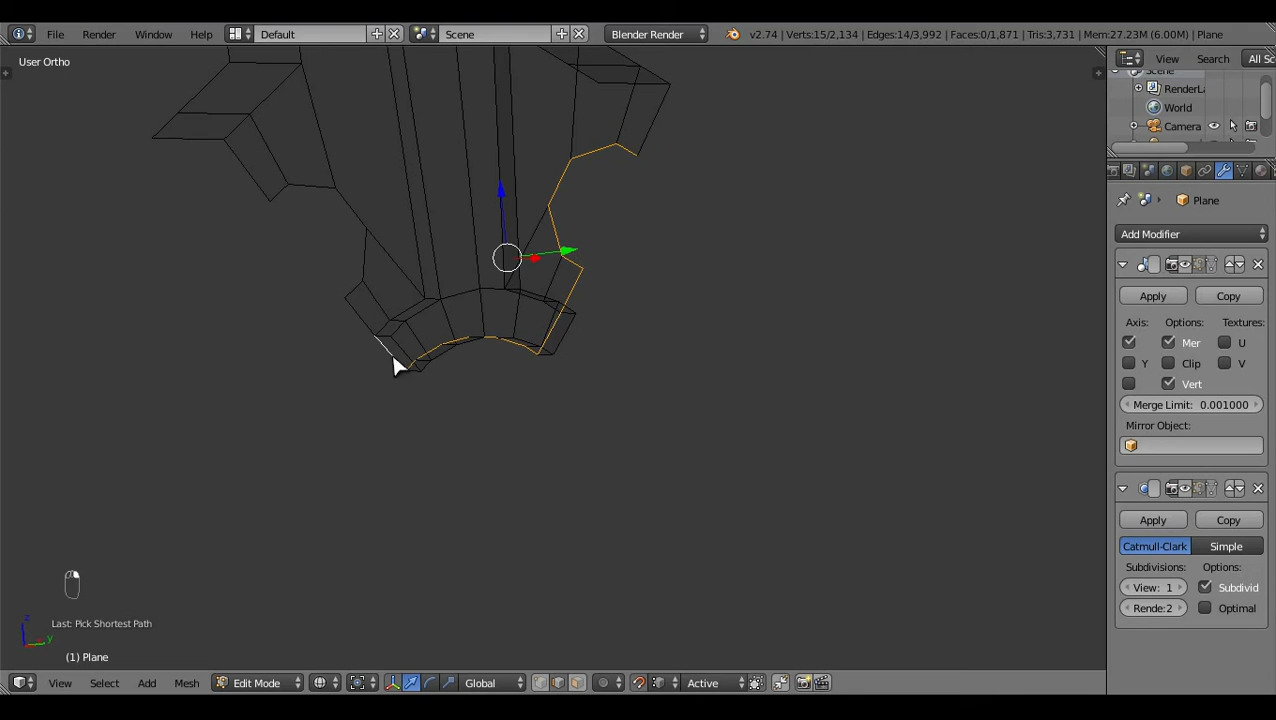 File Render Window Help Default Scene Blender Render v2.74 | Verts:15/2,134 | Edges:14/3,992 | Faces:0/1,871 | Tris:3,731 | Mem:27.23M (6.00M) | Plane
User Ortho
View Search All Sc
Scene
RenderLa
World
Camera
Plane
Add Modifier
Apply Copy
Axis: Options: Textures:
Mer U
Y Clip V
Vert
Merge Limit: 0.001000
Mirror Object:
Apply Copy
Catmull-Clark Simple
Subdivisions: Options:
View: 1 Subdivid
Rende:2 Optimal
Last: Pick Shortest Path
z
y
(1) Plane
View Select Add Mesh Edit Mode Global Active